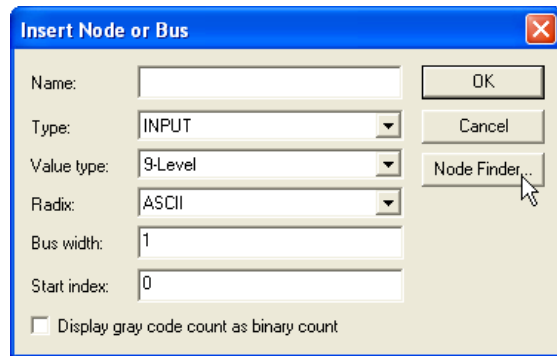 Insert Node or Bus
Name:
OK
Type:
INPUT
Cancel
Value type:
9-Level
Node Finder...
Radix:
ASCII
Bus width:
1
Start index:
0
Display gray code count as binary count